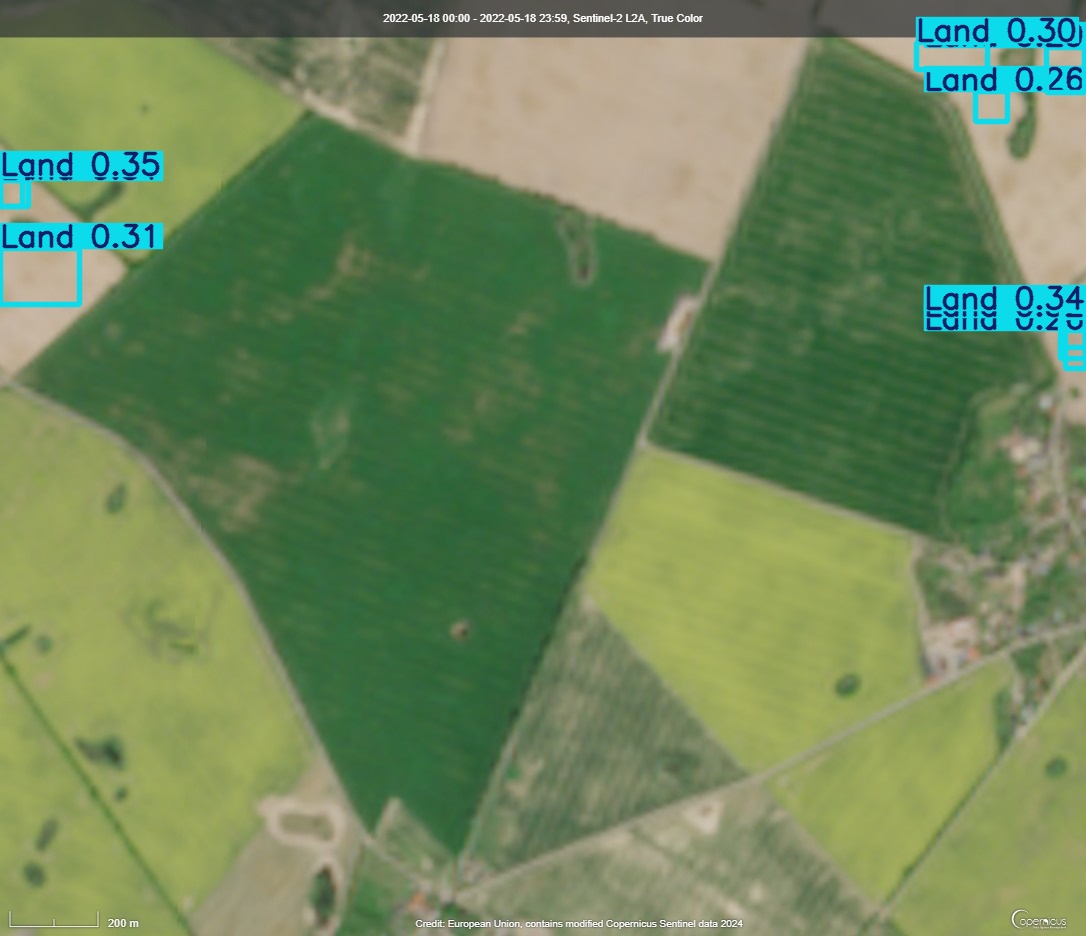 2022-05-18 00:00 - 2022-05-18 23:59, Sentinel-2 L2A, True Color
Land 0.30
Land 0.26
Land 0.35
Land 0.31
Land 0.34
200 m
Credit: European Union, contains modified Copernicus Sentinel data 2024
Copernicus